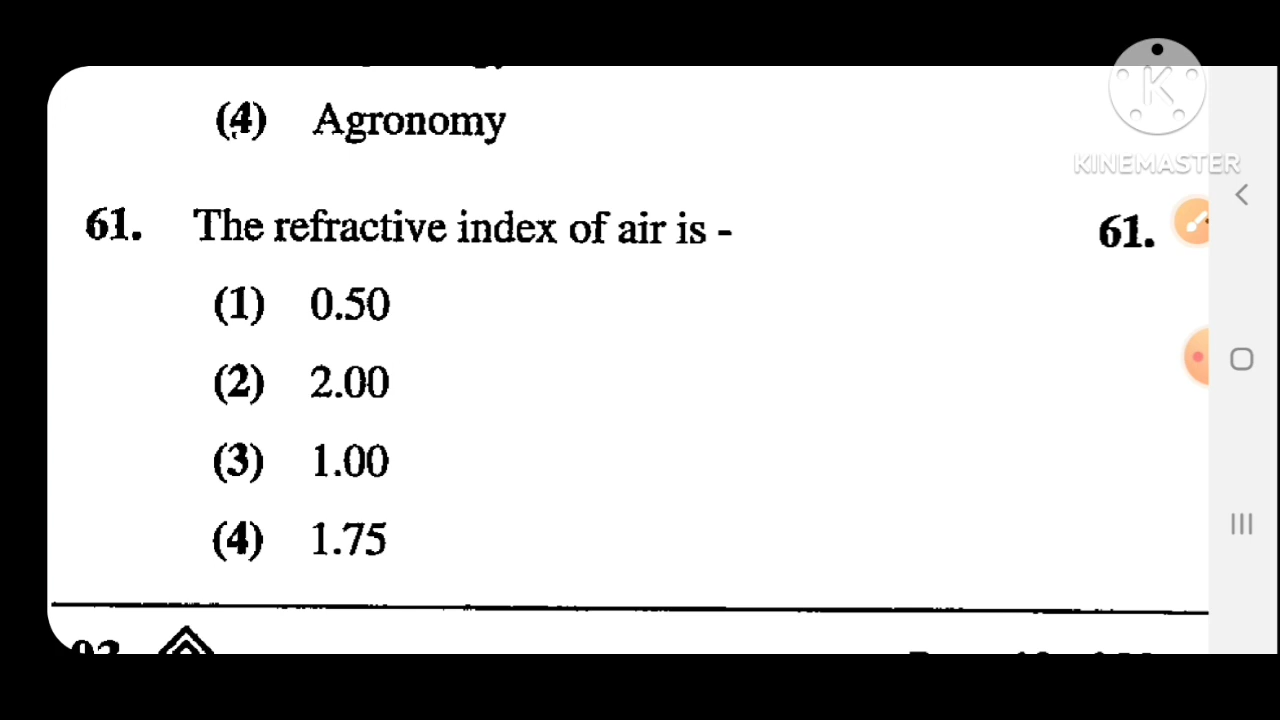 (4) Agronomy
KINEMASTER
61. The refractive index of air is - 61.
(1) 0.50
(2) 2.00
(3) 1.00
(4) 1.75